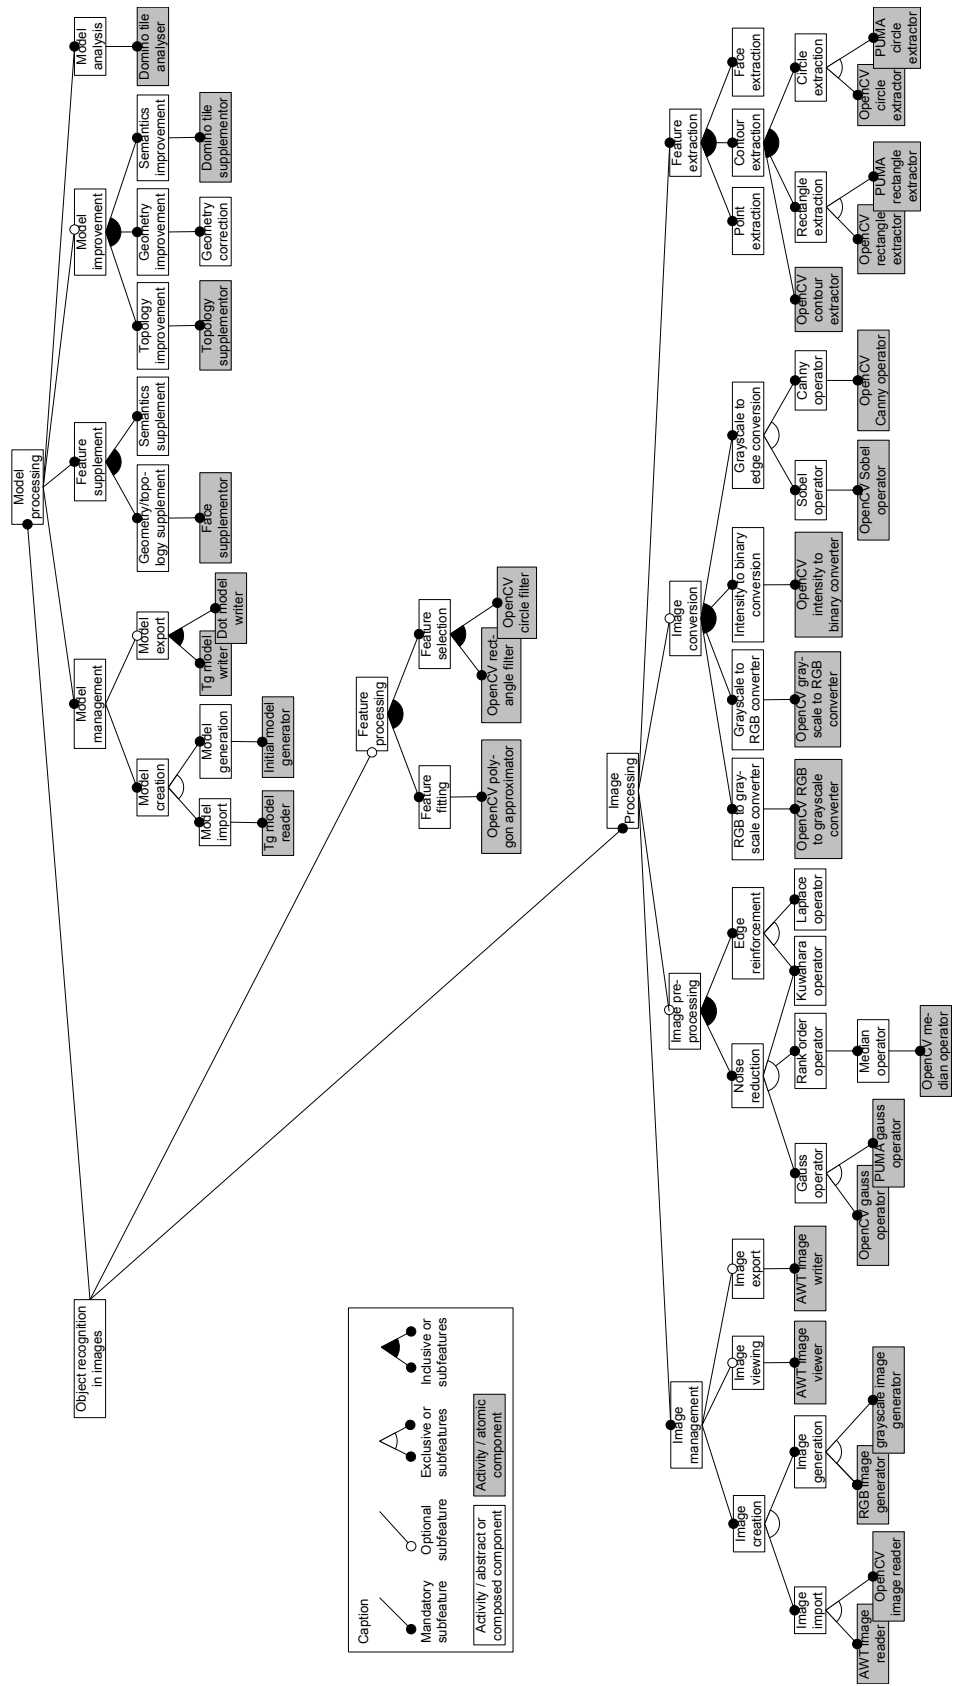 Object recognition
in images
Model
processing
Model
management
Model
creation
Model
import
Tg model
reader
Model
generation
Initial model
generator
Model
export
Tg model
writer
Dot model
writer
Feature
supplement
Geometry/topo-
logy supplement
Face
supplementor
Semantics
supplement
Model
improvement
Topology
improvement
Topology
supplementor
Geometry
improvement
Geometry
correction
Semantics
improvement
Domino tile
supplementor
Model
analysis
Domino tile
analyser
Feature
processing
Feature
fitting
OpenCV poly-
gon approximator
Feature
selection
OpenCV rect-
angle filter
OpenCV
circle filter
Image
Processing
Image
management
Image
creation
Image
import
AWT image
reader
OpenCV
image reader
Image
generation
RGB image
generator
grayscale image
generator
Image
viewing
AWT image
viewer
Image
export
AWT image
writer
Image pre-
processing
Noise
reduction
Gauss
operator
OpenCV gauss
operator
PUMA gauss
operator
Rank order
operator
Median
operator
OpenCV me-
dian operator
Kuwahara
operator
Edge
reinforcement
Laplace
operator
Image
conversion
RGB to gray-
scale converter
OpenCV RGB
to grayscale
converter
Grayscale to
RGB converter
OpenCV gray-
scale to RGB
converter
Intensity to binary
conversion
OpenCV
intensity to
binary converter
Grayscale to
edge conversion
Sobel
operator
OpenCV Sobel
operator
Canny
operator
OpenCV
Canny operator
Feature
extraction
Point
extraction
Contour
extraction
OpenCV
contour
extractor
Rectangle
extraction
OpenCV
rectangle
extractor
PUMA
rectangle
extractor
Circle
extraction
OpenCV
circle
extractor
PUMA
circle
extractor
Face
extraction
Caption
Mandatory
subfeature
Optional
subfeature
Exclusive or
subfeatures
Inclusive or
subfeatures
Activity / abstract or
composed component
Activity / atomic
component